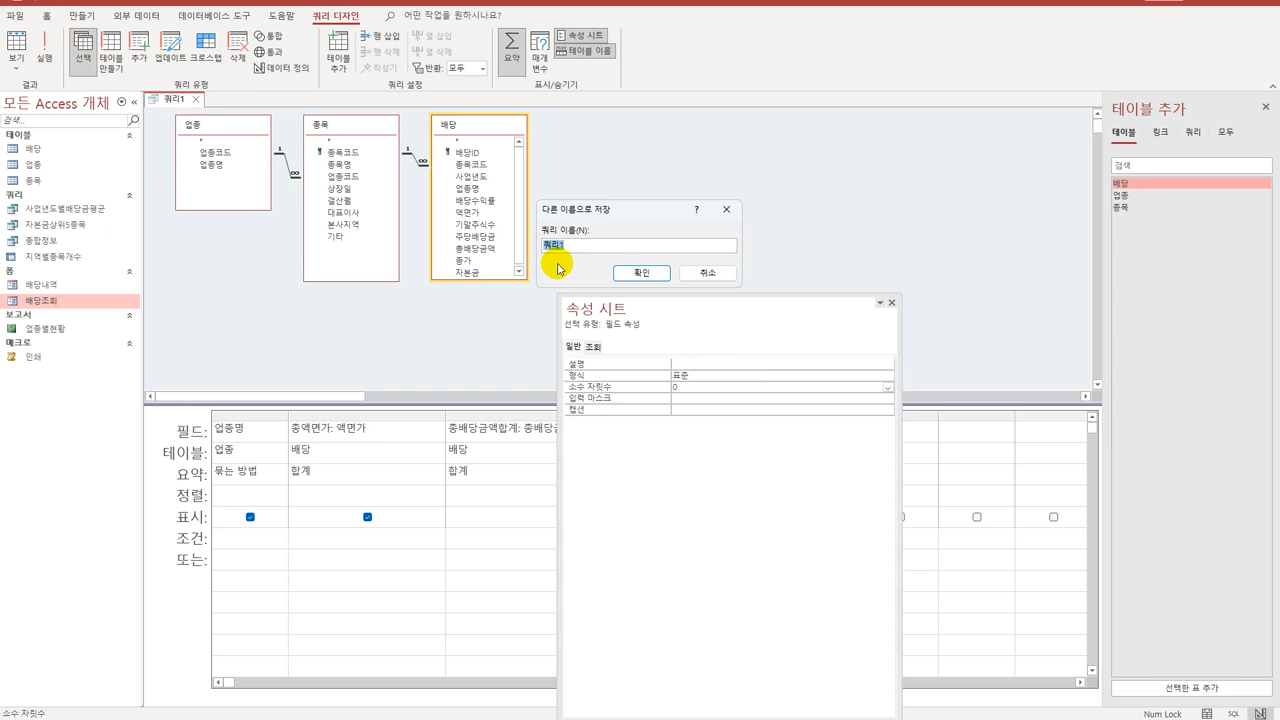 파일 홈 만들기 외부 데이터 데이터베이스 도구 도움말 쿼리 디자인 어떤 작업을 원하시나요?
보기 실행 선택 테이블 만들기 추가 업데이트 크로스탭 삭제 통합 통과 데이터 정의
테이블 추가 행 삽입 행 삭제 작성기 열 삽입 열 삭제 반환: 모두
요약 매개 변수 속성 시트 테이블 이름
결과 쿼리 유형 쿼리 설정 표시/숨기기
모든 Access 개체
검색...
테이블
배당
업종
종목
쿼리
사업년도별배당금평균
자본금상위5종목
종합정보
지역별종목개수
폼
배당내역
배당조회
보고서
업종별현황
매크로
인쇄
쿼리1
업종
*
업종코드
업종명
1
∞
종목
*
종목코드
종목명
업종코드
상장일
결산월
대표이사
본사지역
기타
1
∞
배당
*
배당ID
종목코드
사업년도
업종명
배당수익률
액면가
기말주식수
주당배당금
총배당금액
종가
자본금
다른 이름으로 저장 ?
쿼리 이름(N):
쿼리1
확인 취소
속성 시트
선택 유형: 필드 속성
일반 조회
설명
형식 표준
소수 자릿수 0
입력 마스크
캡션
필드: 업종명 총액면가: 액면가 총배당금액합계: 총배당금
테이블: 업종 배당 배당
요약: 묶는 방법 합계 합계
정렬:
표시:
조건:
또는:
테이블 추가
테이블 링크 쿼리 모두
검색
배당
업종
종목
선택한 표 추가
소수 자릿수
Num Lock SQL